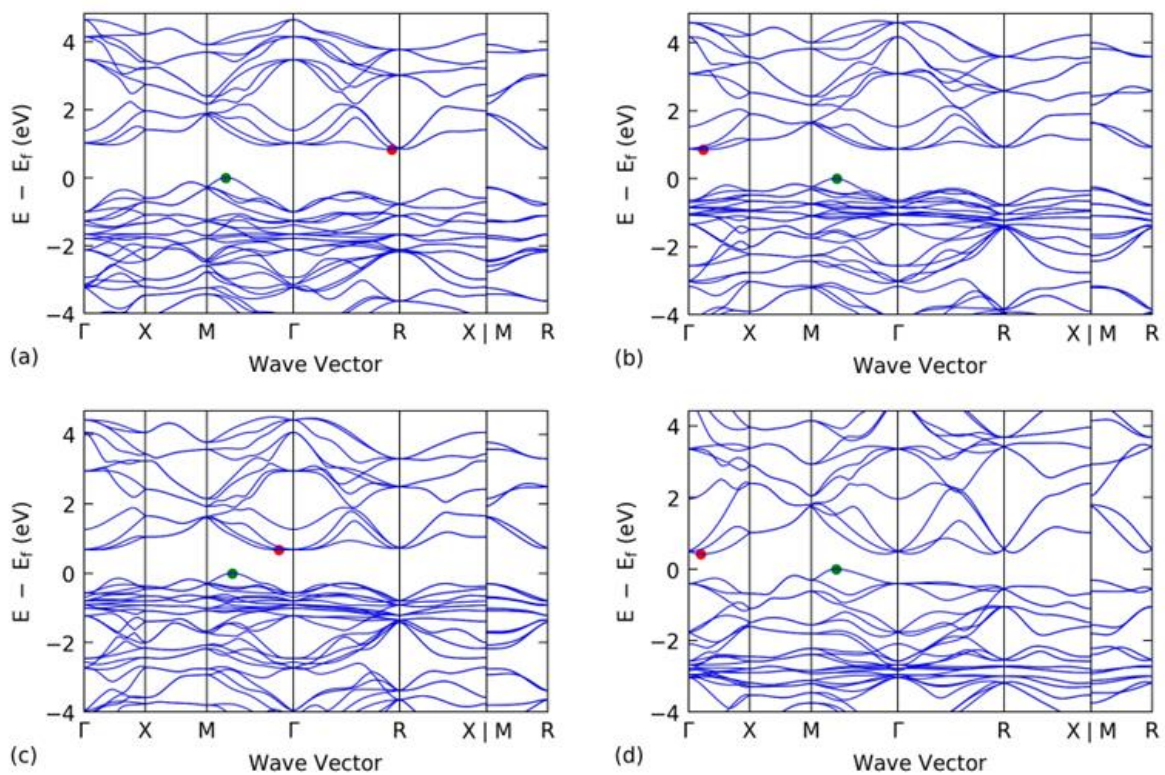 E − E_f (eV)
4
2
0
−2
−4
Γ X M Γ R X | M R
(a)
Wave Vector
E − E_f (eV)
4
2
0
−2
−4
Γ X M Γ R X | M R
(b)
Wave Vector
E − E_f (eV)
4
2
0
−2
−4
Γ X M Γ R X | M R
(c)
Wave Vector
E − E_f (eV)
4
2
0
−2
−4
Γ X M Γ R X | M R
(d)
Wave Vector